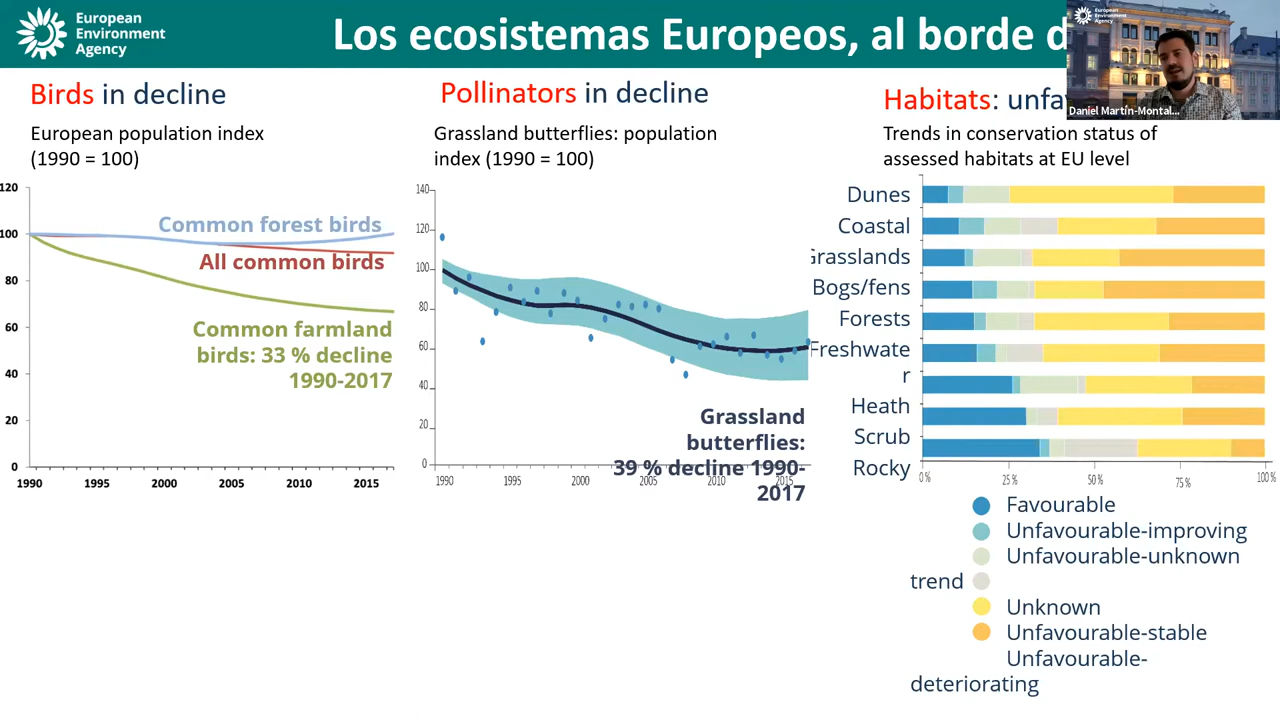 European
Environment
Agency
Los ecosistemas Europeos, al borde d
European
Environment
Agency
Daniel Martín-Montal...
Birds in decline
European population index
(1990 = 100)
120
100
80
60
40
20
0
1990
1995
2000
2005
2010
2015
Common forest birds
All common birds
Common farmland
birds: 33 % decline
1990-2017
Pollinators in decline
Grassland butterflies: population
index (1990 = 100)
140
120
100
80
60
40
20
0
1990
1995
2000
2005
2010
2015
Grassland
butterflies:
39 % decline 1990-
2017
Habitats: unfa
Trends in conservation status of
assessed habitats at EU level
Dunes
Coastal
Grasslands
Bogs/fens
Forests
Freshwate
r
Heath
Scrub
Rocky
0 %
25 %
50 %
75 %
100 %
Favourable
Unfavourable-improving
Unfavourable-unknown
trend
Unknown
Unfavourable-stable
Unfavourable-
deteriorating